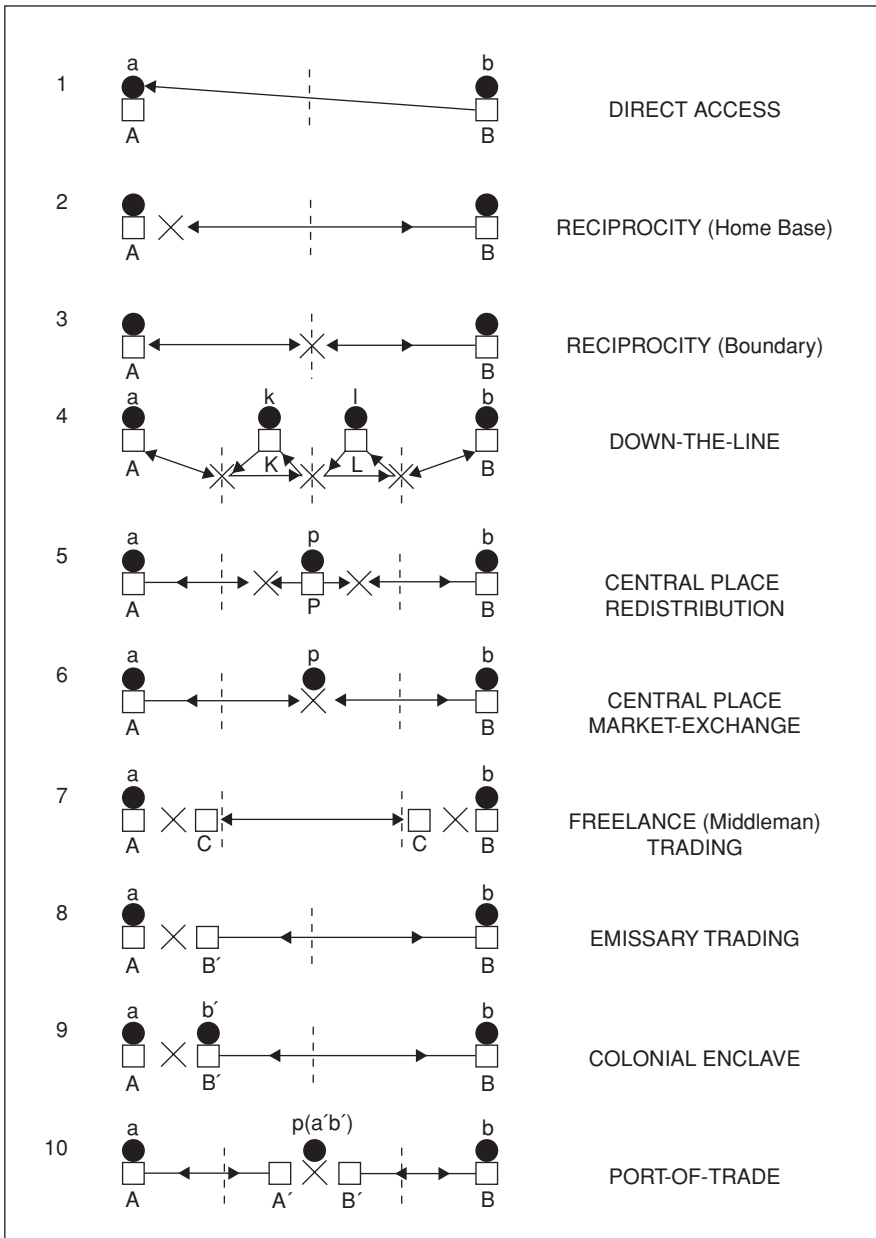 a b
1 DIRECT ACCESS
A B
2 RECIPROCITY (Home Base)
A B
3 RECIPROCITY (Boundary)
A B
a k l b
4 DOWN-THE-LINE
A K L B
a p b
5 CENTRAL PLACE
REDISTRIBUTION
A P B
a p b
6 CENTRAL PLACE
MARKET-EXCHANGE
A B
a b
7 FREELANCE (Middleman)
TRADING
A C C B
a b
8 EMISSARY TRADING
A B´ B
a b´ b
9 COLONIAL ENCLAVE
A B´ B
a p(a´b´) b
10 PORT-OF-TRADE
A A´ B´ B